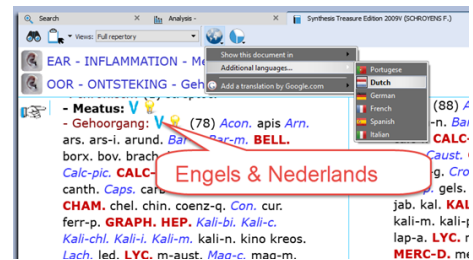 Search
Analysis -
Synthesis Treasure Edition 2009V (SCHROYENS F.)
Views: Full repertory
Show this document in
Additional languages...
Add a translation by Google.com
Portugese
Dutch
German
French
Spanish
Italian
EAR - INFLAMMATION - Me
OOR - ONTSTEKING - Geh
- Meatus: V
- Gehoorgang: V (78) Acon. apis Arn.
ars. ars-i. arund. Bar-m. BELL.
borx. bov. brach
Calc-pic. CALC-
canth. Caps. carb
CHAM. chel. chin. coenz-q. Con. cur.
ferr-p. GRAPH. HEP. Kali-bi. Kali-c.
Kali-chl. Kali-i. Kali-m. kali-n. kino kreos.
Lach. led. LYC. m-aust. Mag-c. mag-m.
Engels & Nederlands
(88) A
-n. Bar
CALC-
Caust. C
-g. Cro
gels.
jab. kal. KAL
kali-m. kali-p
lap-a. LYC. m
MERC-D. me